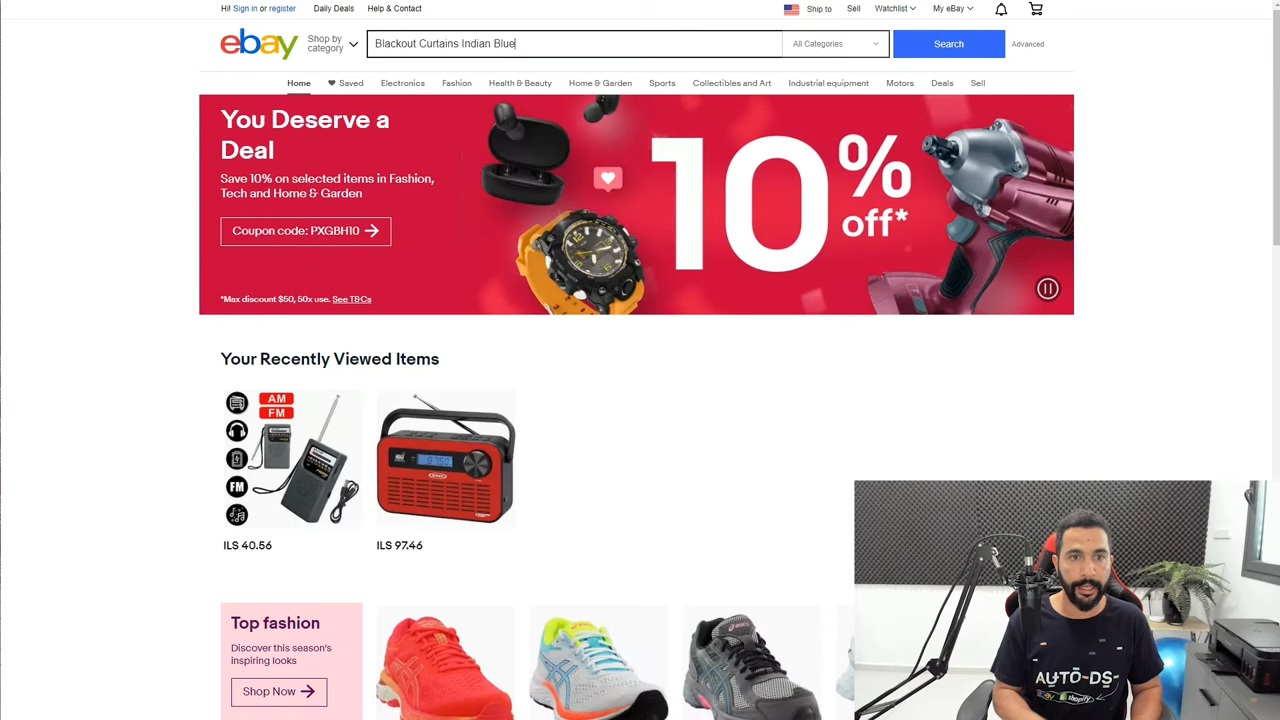 Hi! Sign in or register Daily Deals Help & Contact Ship to Sell Watchlist My eBay
ebay Shop by category Blackout Curtains Indian Blue All Categories Search Advanced
Home Saved Electronics Fashion Health & Beauty Home & Garden Sports Collectibles and Art Industrial equipment Motors Deals Sell
You Deserve a
Deal
Save 10% on selected items in Fashion,
Tech and Home & Garden
Coupon code: PXGBH10
*Max discount $50, 50x use. See T&Cs
10%
off*
Your Recently Viewed Items
AM
FM
FM
ILS 40.56 ILS 97.46
Top fashion
Discover this season's
inspiring looks
Shop Now
AUTO-DS-
ebay shopify